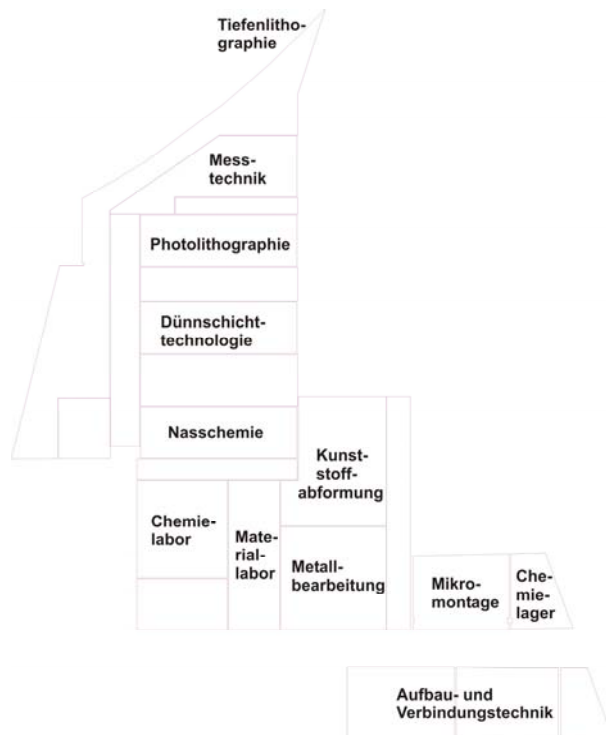 Tiefenlitho-
graphie
Mess-
technik
Photolithographie
Dünnschicht-
technologie
Nasschemie
Kunst-
stoff-
abformung
Chemie-
labor
Mate-
rial-
labor
Metall-
bearbeitung
Mikro-
montage
Che-
mie-
lager
Aufbau- und
Verbindungstechnik